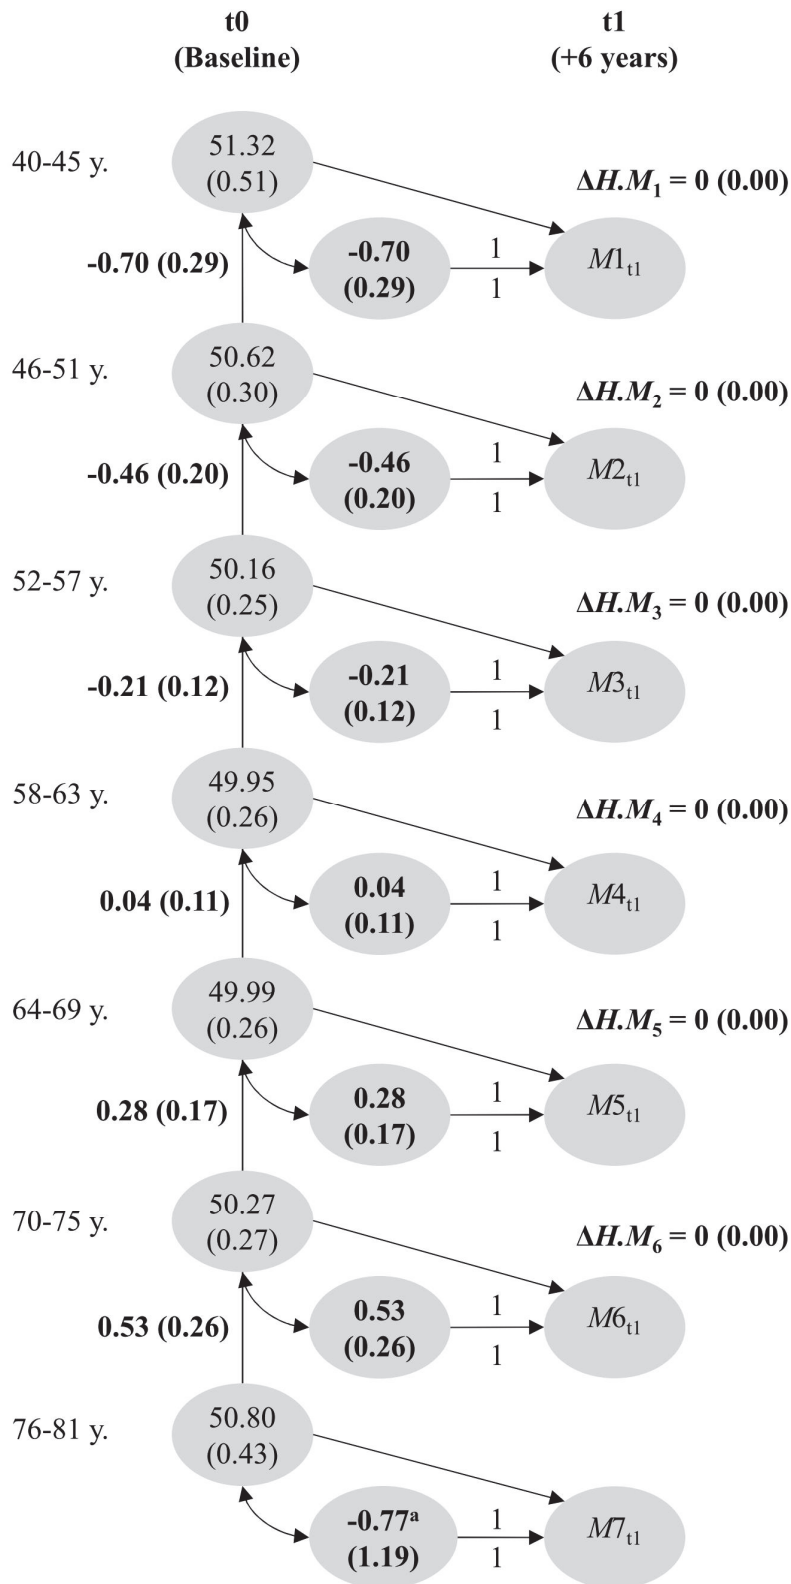 t0
(Baseline)
t1
(+6 years)
40-45 y.
51.32
(0.51)
ΔH.M₁ = 0 (0.00)
-0.70 (0.29)
-0.70
(0.29)
1
1
M1ₜ₁
46-51 y.
50.62
(0.30)
ΔH.M₂ = 0 (0.00)
-0.46 (0.20)
-0.46
(0.20)
1
1
M2ₜ₁
52-57 y.
50.16
(0.25)
ΔH.M₃ = 0 (0.00)
-0.21 (0.12)
-0.21
(0.12)
1
1
M3ₜ₁
58-63 y.
49.95
(0.26)
ΔH.M₄ = 0 (0.00)
0.04 (0.11)
0.04
(0.11)
1
1
M4ₜ₁
64-69 y.
49.99
(0.26)
ΔH.M₅ = 0 (0.00)
0.28 (0.17)
0.28
(0.17)
1
1
M5ₜ₁
70-75 y.
50.27
(0.27)
ΔH.M₆ = 0 (0.00)
0.53 (0.26)
0.53
(0.26)
1
1
M6ₜ₁
76-81 y.
50.80
(0.43)
-0.77ᵃ
(1.19)
1
1
M7ₜ₁